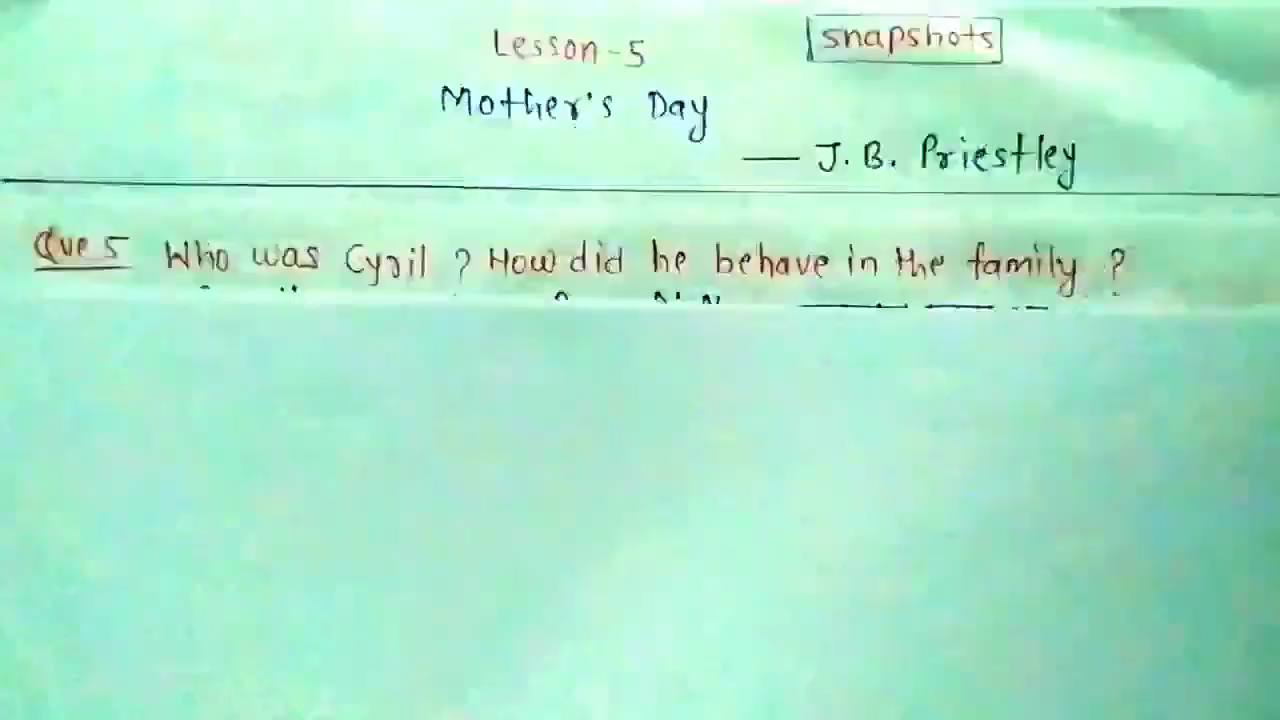 Lesson-5
snapshots
Mother's Day
— J. B. Priestley
Que 5 Who was Cyril ? How did he behave in the family ?